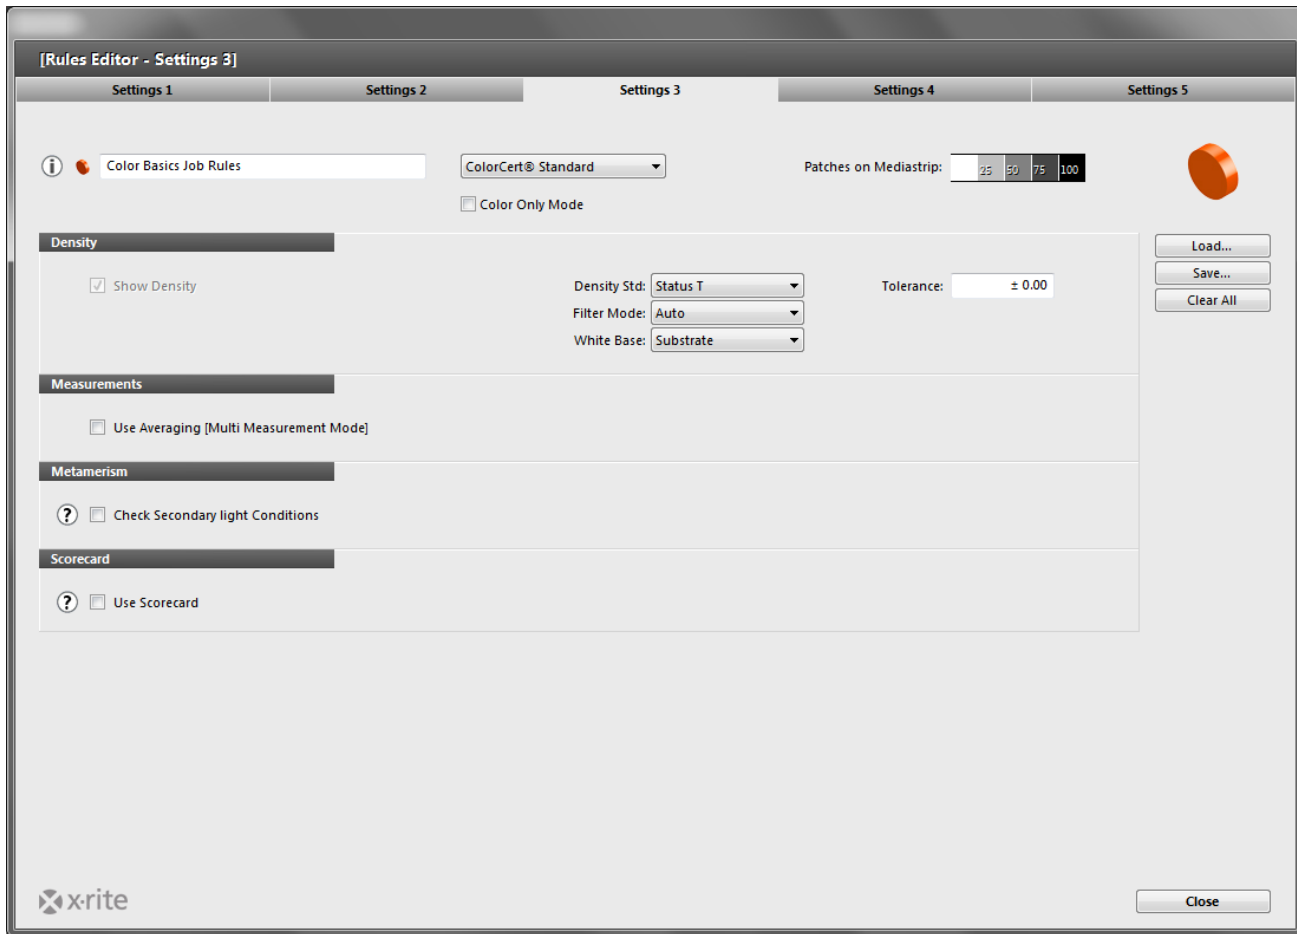 [Rules Editor - Settings 3]
Settings 1 Settings 2 Settings 3 Settings 4 Settings 5
i Color Basics Job Rules ColorCert® Standard Patches on Mediastrip: 25 50 75 100
Color Only Mode
Density
Load...
Show Density Density Std: Status T Tolerance: ± 0.00
Save...
Clear All
Filter Mode: Auto
White Base: Substrate
Measurements
Use Averaging [Multi Measurement Mode]
Metamerism
? Check Secondary light Conditions
Scorecard
? Use Scorecard
x·rite
Close